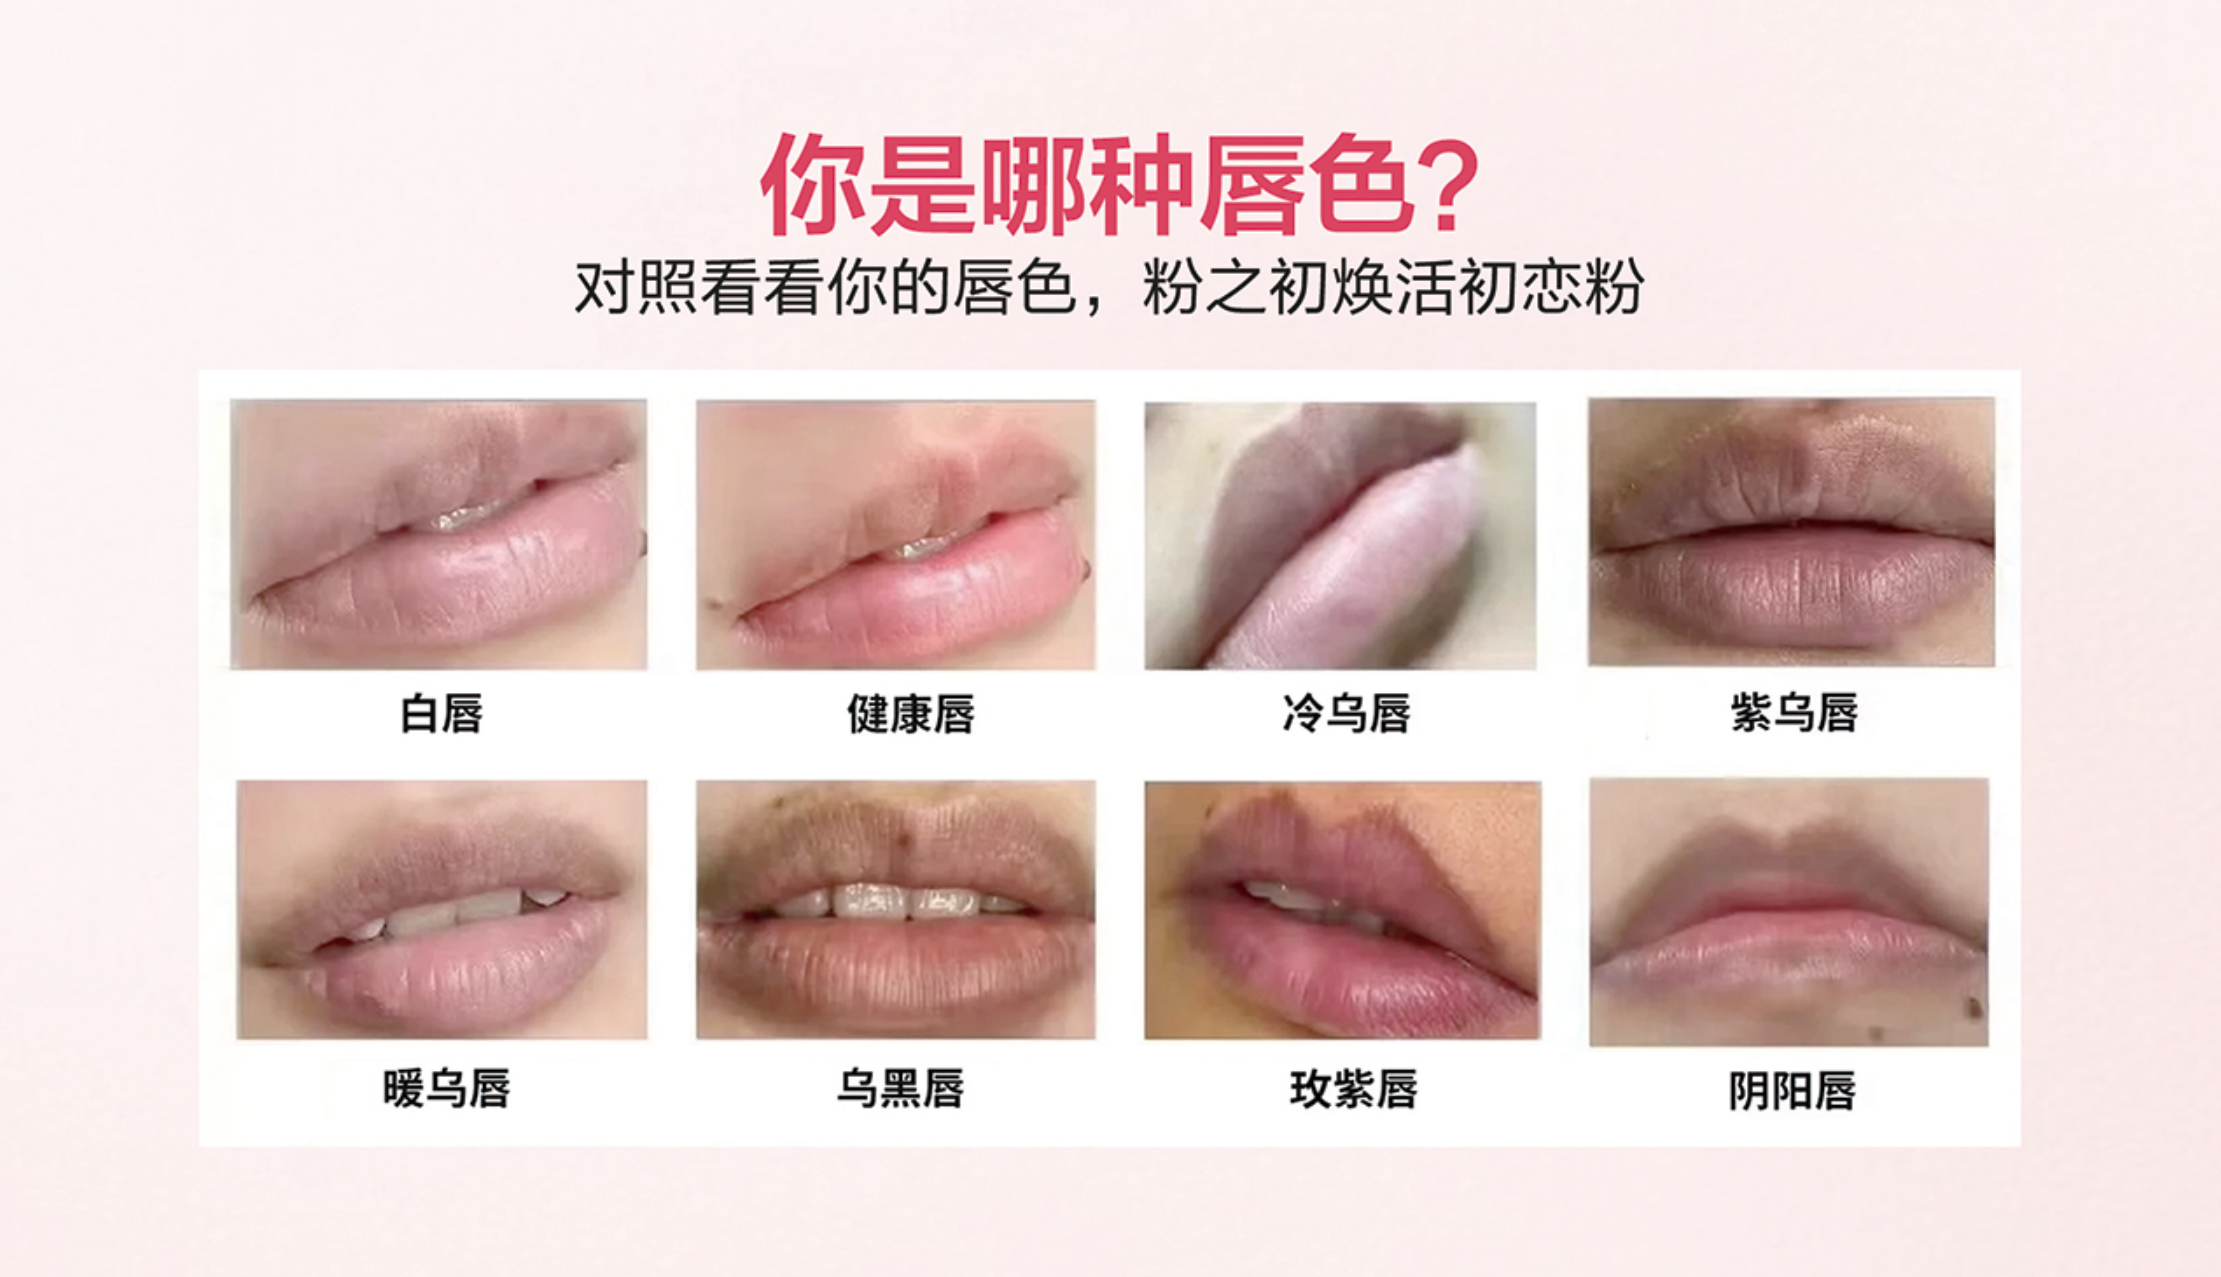 你是哪种唇色?
对照看看你的唇色，粉之初焕活初恋粉
白唇
健康唇
冷乌唇
紫乌唇
暖乌唇
乌黑唇
玫紫唇
阴阳唇